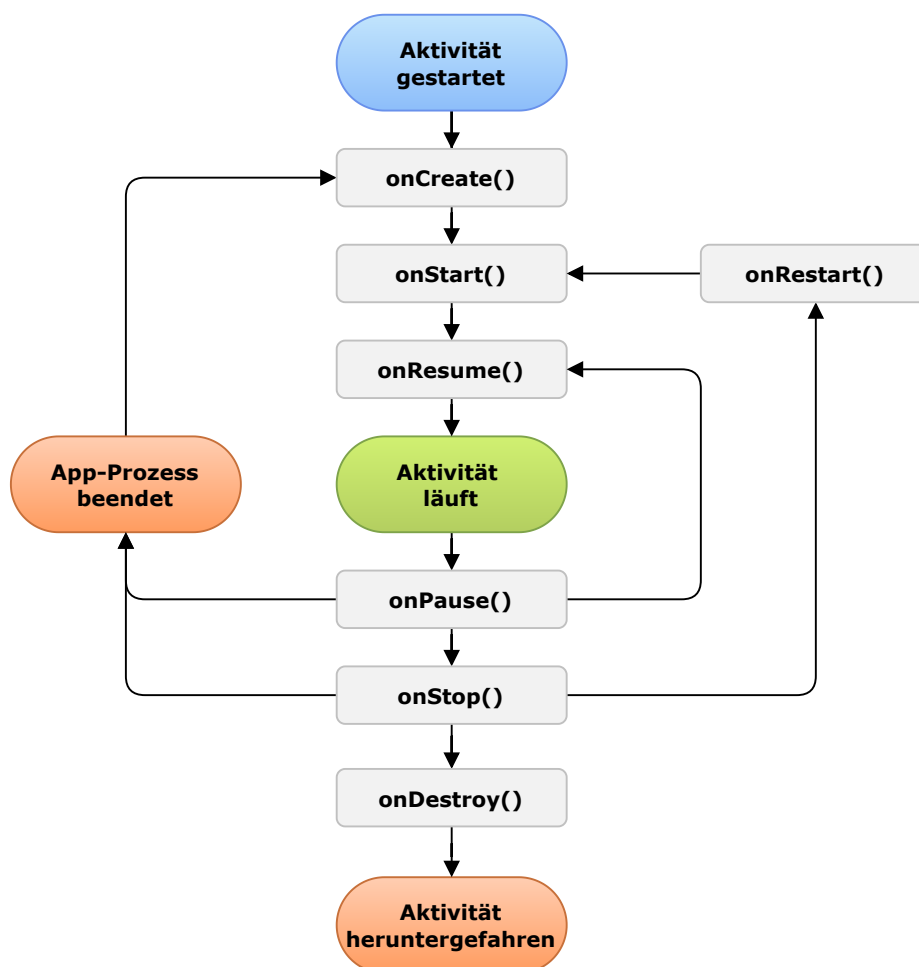 Aktivität
gestartet
onCreate()
onStart()
onRestart()
onResume()
App-Prozess
beendet
Aktivität
läuft
onPause()
onStop()
onDestroy()
Aktivität
heruntergefahren